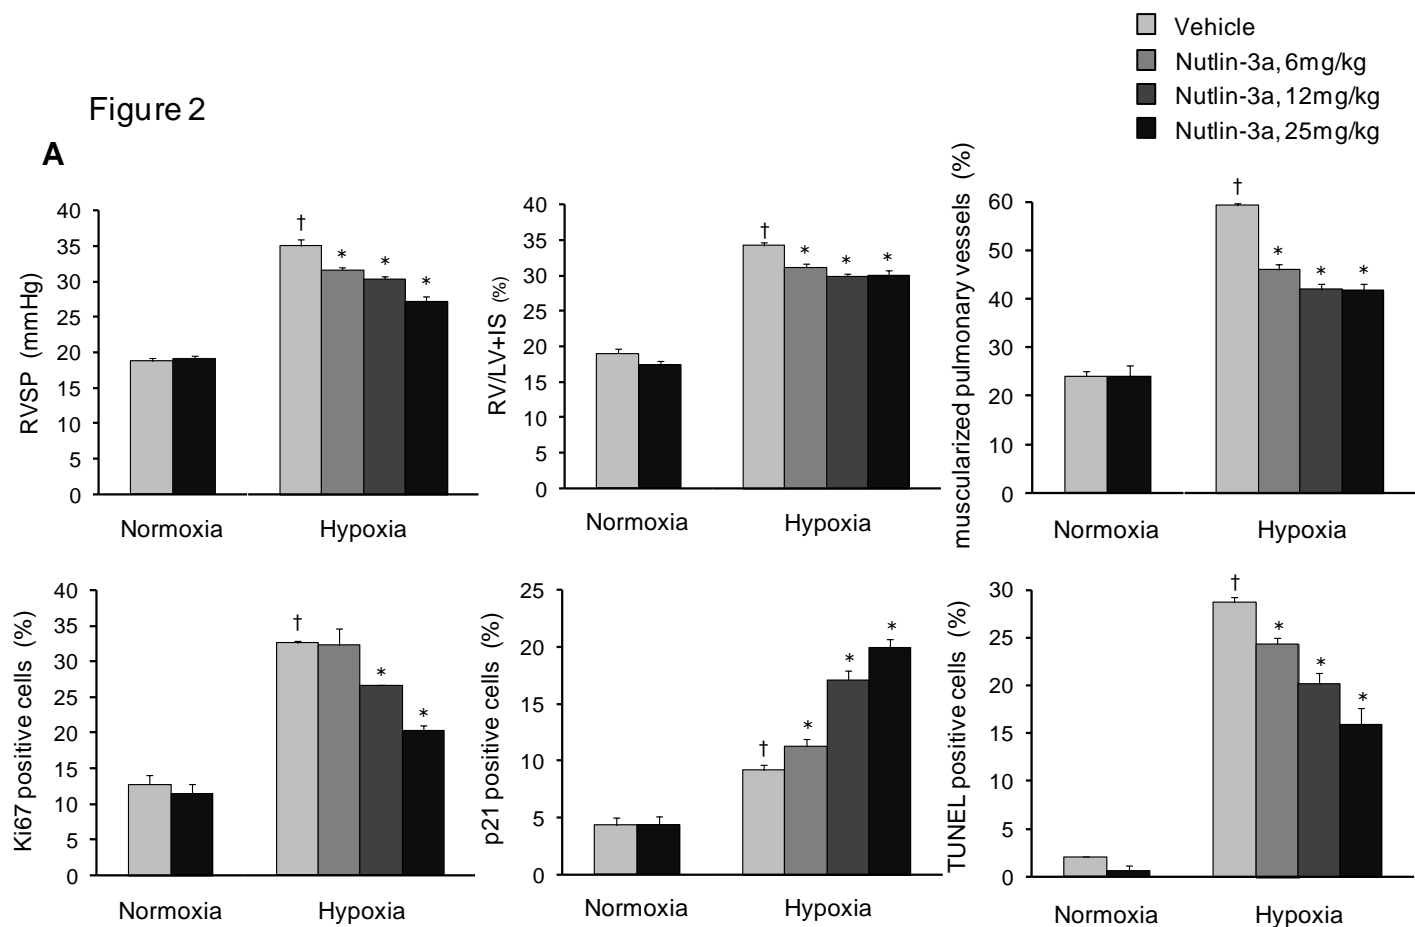 Vehicle
Nutlin-3a, 6mg/kg
Nutlin-3a, 12mg/kg
Nutlin-3a, 25mg/kg
Figure 2
A
RVSP (mmHg)
40
35
30
25
20
15
10
5
0
†
*
*
*
Normoxia
Hypoxia
RV/LV+IS (%)
40
35
30
25
20
15
10
5
0
†
*
*
*
Normoxia
Hypoxia
muscularized pulmonary vessels (%)
60
50
40
30
20
10
0
†
*
*
*
Normoxia
Hypoxia
Ki67 positive cells (%)
40
35
30
25
20
15
10
5
0
†
*
*
Normoxia
Hypoxia
p21 positive cells (%)
25
20
15
10
5
0
†
*
*
*
Normoxia
Hypoxia
TUNEL positive cells (%)
30
25
20
15
10
5
0
†
*
*
*
Normoxia
Hypoxia